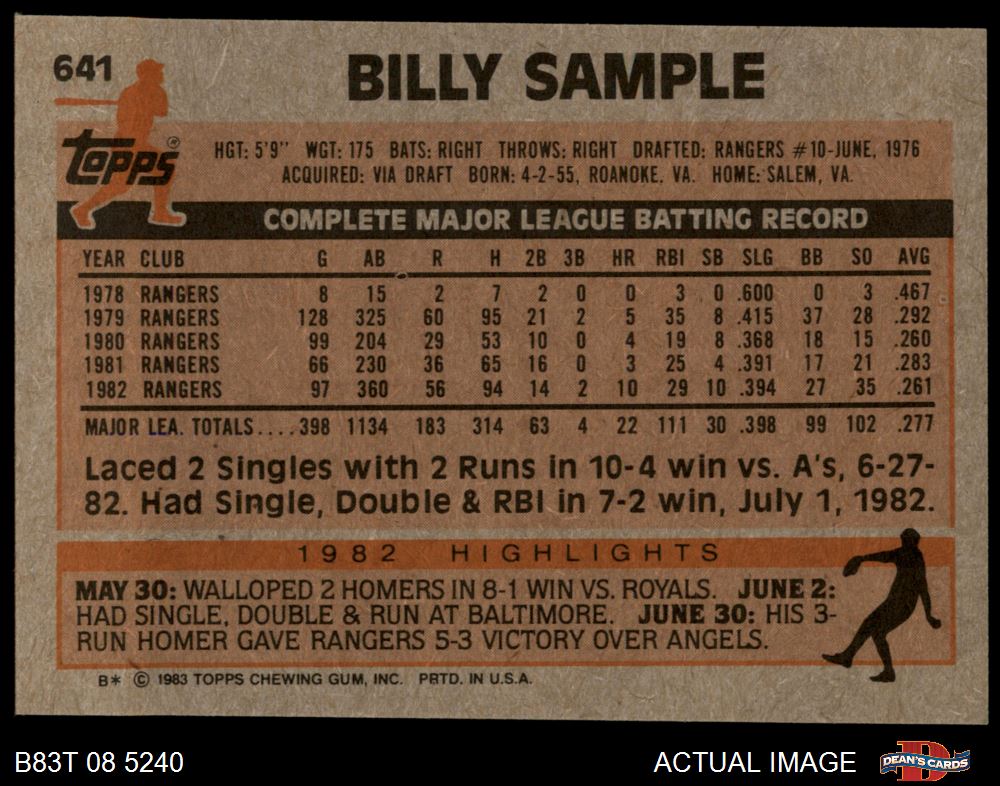 641
BILLY SAMPLE
topps®
HGT: 5'9" WGT: 175 BATS: RIGHT THROWS: RIGHT DRAFTED: RANGERS #10-JUNE, 1976
ACQUIRED: VIA DRAFT BORN: 4-2-55, ROANOKE, VA. HOME: SALEM, VA.
COMPLETE MAJOR LEAGUE BATTING RECORD
YEAR CLUB G AB R H 2B 3B HR RBI SB SLG BB SO AVG
1978 RANGERS 8 15 2 7 2 0 0 3 0 .600 0 3 .467
1979 RANGERS 128 325 60 95 21 2 5 35 8 .415 37 28 .292
1980 RANGERS 99 204 29 53 10 0 4 19 8 .368 18 15 .260
1981 RANGERS 66 230 36 65 16 0 3 25 4 .391 17 21 .283
1982 RANGERS 97 360 56 94 14 2 10 29 10 .394 27 35 .261
MAJOR LEA. TOTALS....398 1134 183 314 63 4 22 111 30 .398 99 102 .277
Laced 2 Singles with 2 Runs in 10-4 win vs. A's, 6-27-
82. Had Single, Double & RBI in 7-2 win, July 1, 1982.
1982 HIGHLIGHTS
MAY 30: WALLOPED 2 HOMERS IN 8-1 WIN VS. ROYALS. JUNE 2:
HAD SINGLE, DOUBLE & RUN AT BALTIMORE. JUNE 30: HIS 3-
RUN HOMER GAVE RANGERS 5-3 VICTORY OVER ANGELS.
B* © 1983 TOPPS CHEWING GUM, INC. PRTD. IN U.S.A.
B83T 08 5240
ACTUAL IMAGE
D
DEAN'S CARDS